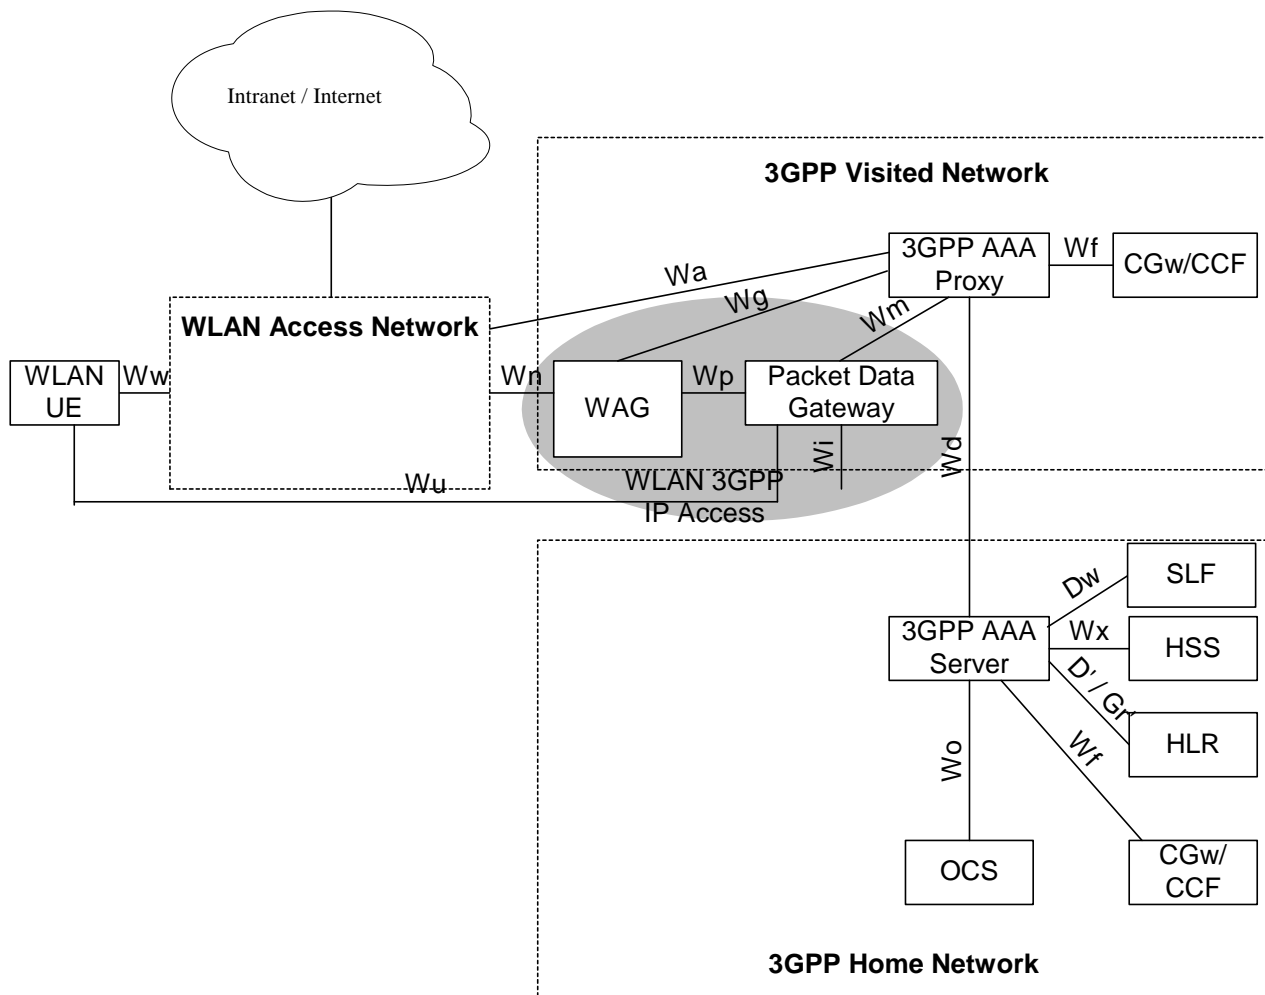 Intranet / Internet
3GPP Visited Network
3GPP AAA
Proxy
Wf
CGw/CCF
Wa
Wg
Wm
WLAN Access Network
WLAN
UE
Ww
Wn
WAG
Wp
Packet Data
Gateway
Wi
Wd
Wu
WLAN 3GPP
IP Access
SLF
Dw
3GPP AAA
Server
Wx
HSS
D' / Gr'
HLR
Wf
Wo
OCS
CGw/
CCF
3GPP Home Network